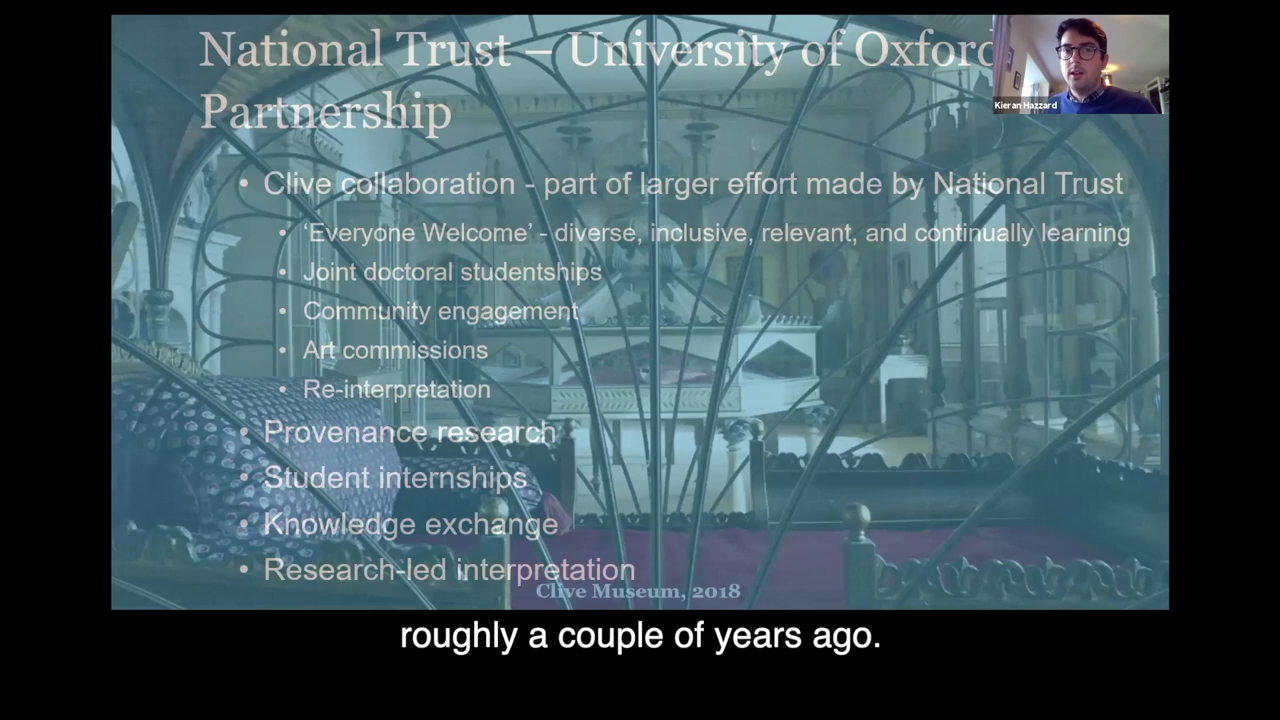 National Trust – University of Oxford
Partnership
Kieran Hazzard
• Clive collaboration - part of larger effort made by National Trust
• ‘Everyone Welcome’ - diverse, inclusive, relevant, and continually learning
• Joint doctoral studentships
• Community engagement
• Art commissions
• Re-interpretation
• Provenance research
• Student internships
• Knowledge exchange
• Research-led interpretation
Clive Museum, 2018
roughly a couple of years ago.